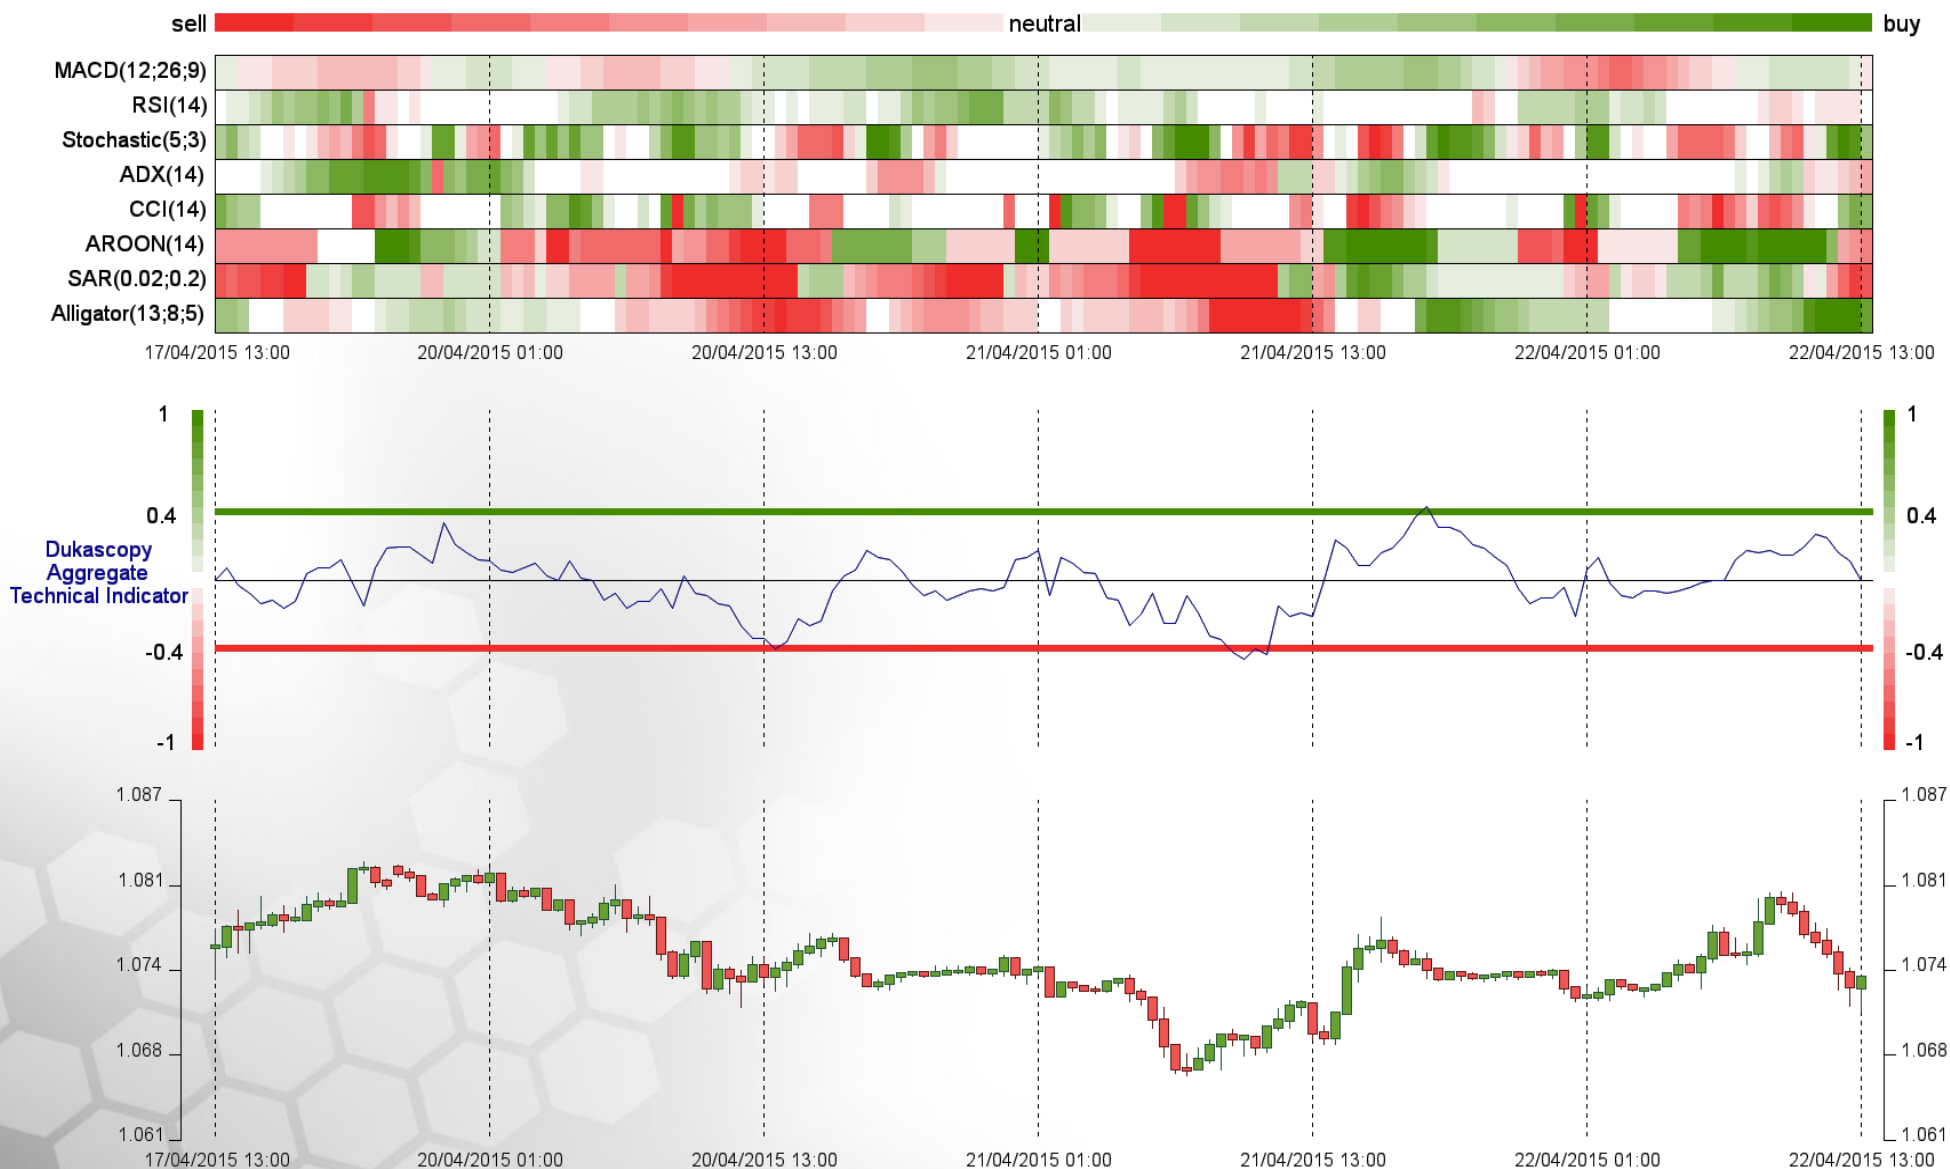 sell neutral buy
MACD(12;26;9)
RSI(14)
Stochastic(5;3)
ADX(14)
CCI(14)
AROON(14)
SAR(0.02;0.2)
Alligator(13;8;5)
17/04/2015 13:00 20/04/2015 01:00 20/04/2015 13:00 21/04/2015 01:00 21/04/2015 13:00 22/04/2015 01:00 22/04/2015 13:00
1 1
0.4 0.4
Dukascopy
Aggregate
Technical Indicator
-0.4 -0.4
-1 -1
1.087 1.087
1.081 1.081
1.074 1.074
1.068 1.068
1.061 1.061
17/04/2015 13:00 20/04/2015 01:00 20/04/2015 13:00 21/04/2015 01:00 21/04/2015 13:00 22/04/2015 01:00 22/04/2015 13:00